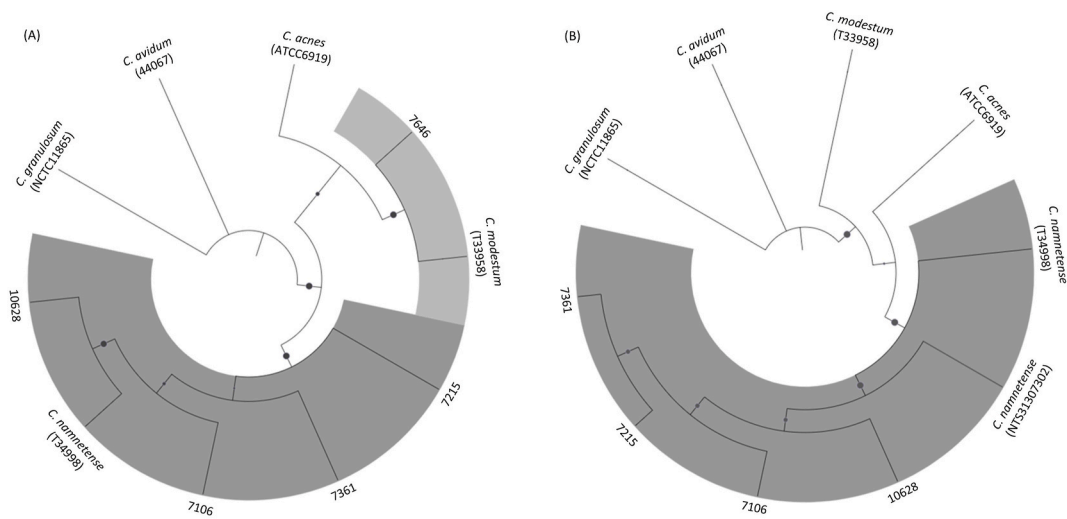 (A)
C. granulosum
(NCTC11865)
C. avidum
(44067)
C. acnes
(ATCC6919)
7646
C. modestum
(T33958)
7215
7361
7106
C. namnetense
(T34998)
10628
(B)
C. granulosum
(NCTC11865)
C. avidum
(44067)
C. modestum
(T33958)
C. acnes
(ATCC6919)
C. namnetense
(T34998)
C. namnetense
(NTS31307302)
10628
7106
7215
7361